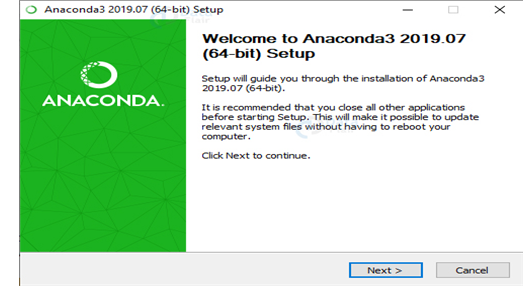 Anaconda3 2019.07 (64-bit) Setup
ANACONDA.
Welcome to Anaconda3 2019.07
(64-bit) Setup
Setup will guide you through the installation of Anaconda3
2019.07 (64-bit).
It is recommended that you close all other applications
before starting Setup. This will make it possible to update
relevant system files without having to reboot your
computer.
Click Next to continue.
Next >
Cancel